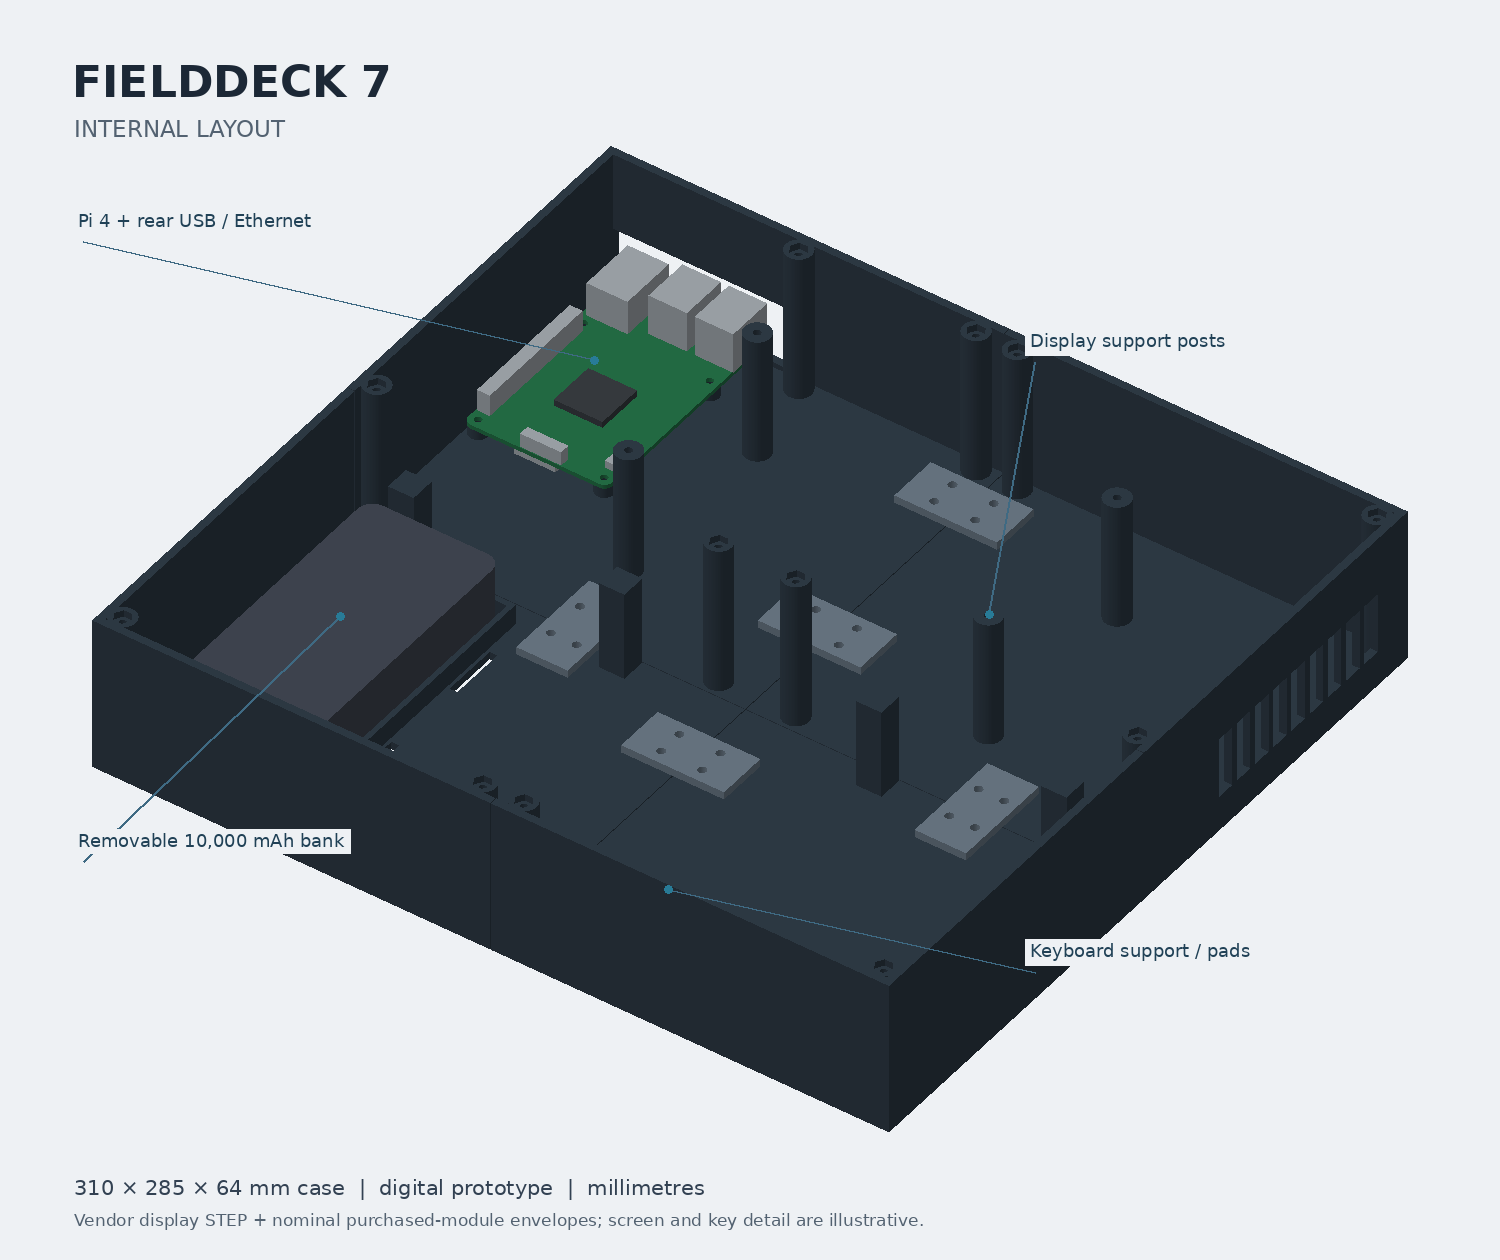 FIELDDECK 7
INTERNAL LAYOUT
Pi 4 + rear USB / Ethernet
Display support posts
Removable 10,000 mAh bank
Keyboard support / pads
310 × 285 × 64 mm case | digital prototype | millimetres
Vendor display STEP + nominal purchased-module envelopes; screen and key detail are illustrative.